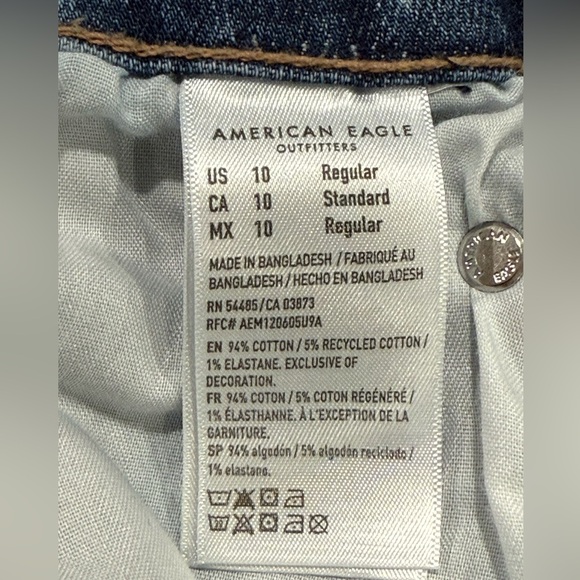 AMERICAN EAGLE
OUTFITTERS
US 10 Regular
CA 10 Standard
MX 10 Regular
MADE IN BANGLADESH / FABRIQUÉ AU
BANGLADESH / HECHO EN BANGLADESH
RN 54485/CA 03873
RFC# AEM120605U9A
EN 94% COTTON / 5% RECYCLED COTTON /
1% ELASTANE. EXCLUSIVE OF
DECORATION.
FR 94% COTON / 5% COTON RÉGÉNÉRÉ /
1% ÉLASTHANNE. À L'EXCEPTION DE LA
GARNITURE.
SP 94% algodón / 5% algodón reciclado /
1% elastano.
EAGLE